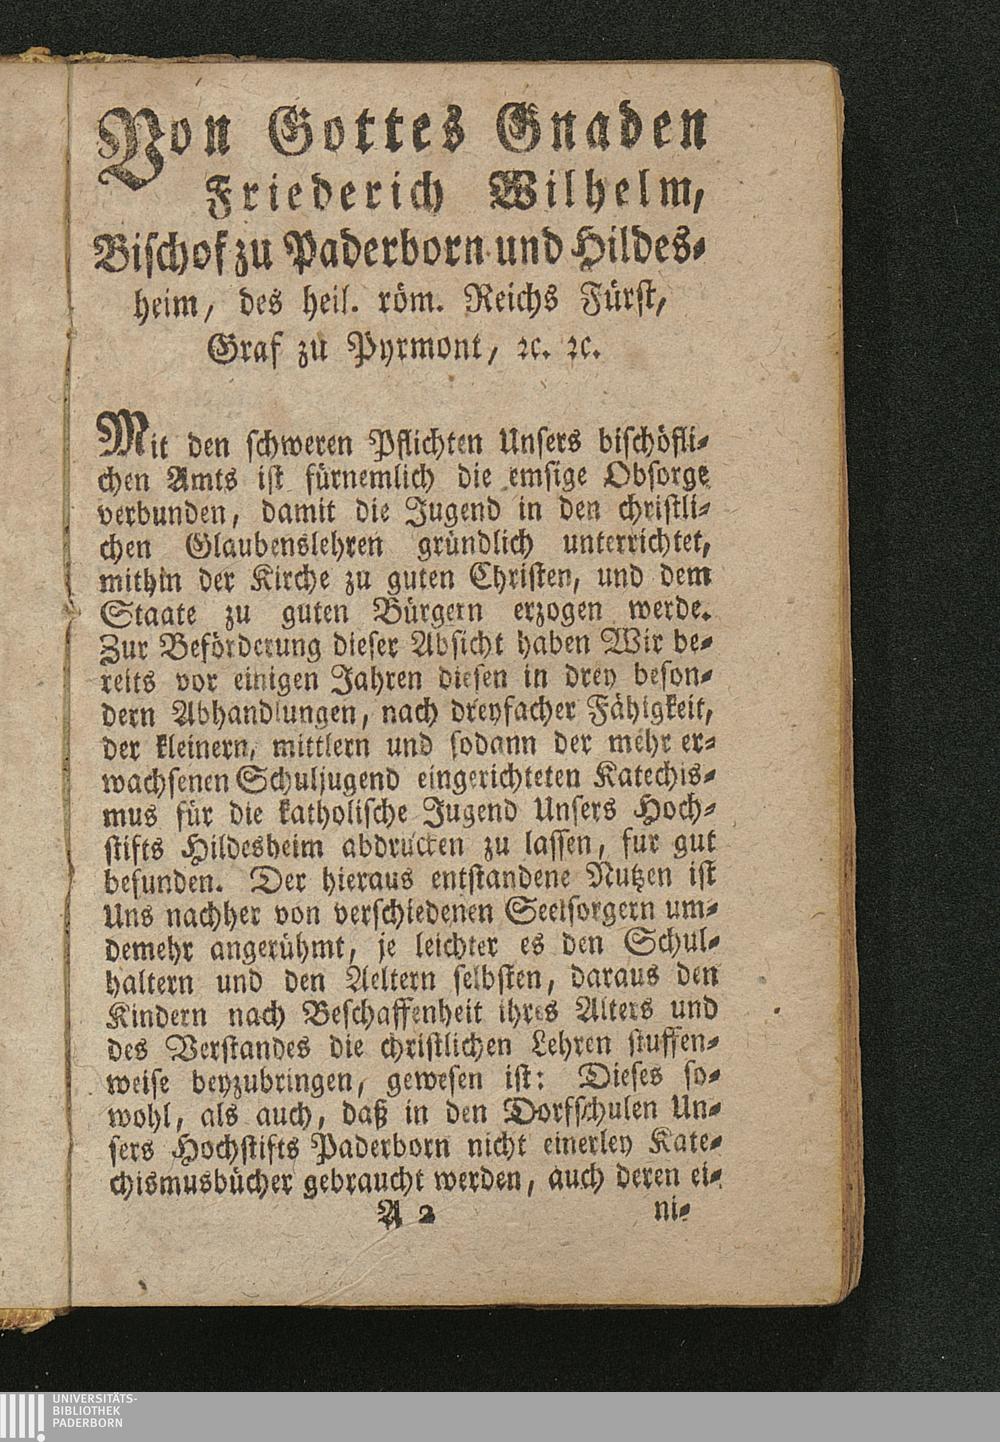 Von Gottes Gnaden
Friederich Wilhelm,
Bischof zu Paderborn und Hildes-
heim, des heil. röm. Reichs Fürst,
Graf zu Pyrmont, ꝛc. ꝛc.
Mit den schweren Pflichten Unsers bischöfli-
chen Amts ist fürnemlich die emsige Obsorge
verbunden, damit die Jugend in den christli-
chen Glaubenslehren gründlich unterrichtet,
mithin der Kirche zu guten Christen, und dem
Staate zu guten Bürgern erzogen werde.
Zur Beförderung dieser Absicht haben Wir be-
reits vor einigen Jahren diesen in drey beson-
dern Abhandlungen, nach dreyfacher Fähigkeit,
der kleinern, mittlern und sodann der mehr er-
wachsenen Schuljugend eingerichteten Katechis-
mus für die katholische Jugend Unsers Hoch-
stifts Hildesheim abdrucken zu lassen, fur gut
befunden. Der hieraus entstandene Nutzen ist
Uns nachher von verschiedenen Seelsorgern um-
demehr angerühmt, je leichter es den Schul-
haltern und den Aeltern selbsten, daraus den
Kindern nach Beschaffenheit ihres Alters und
des Verstandes die christlichen Lehren stuffen-
weise beyzubringen, gewesen ist: Dieses so-
wohl, als auch, daß in den Dorfschulen Un-
sers Hochstifts Paderborn nicht einerley Kate-
chismusbücher gebraucht werden, auch deren ei-
A 2 ni-
UNIVERSITÄTS-
BIBLIOTHEK
PADERBORN